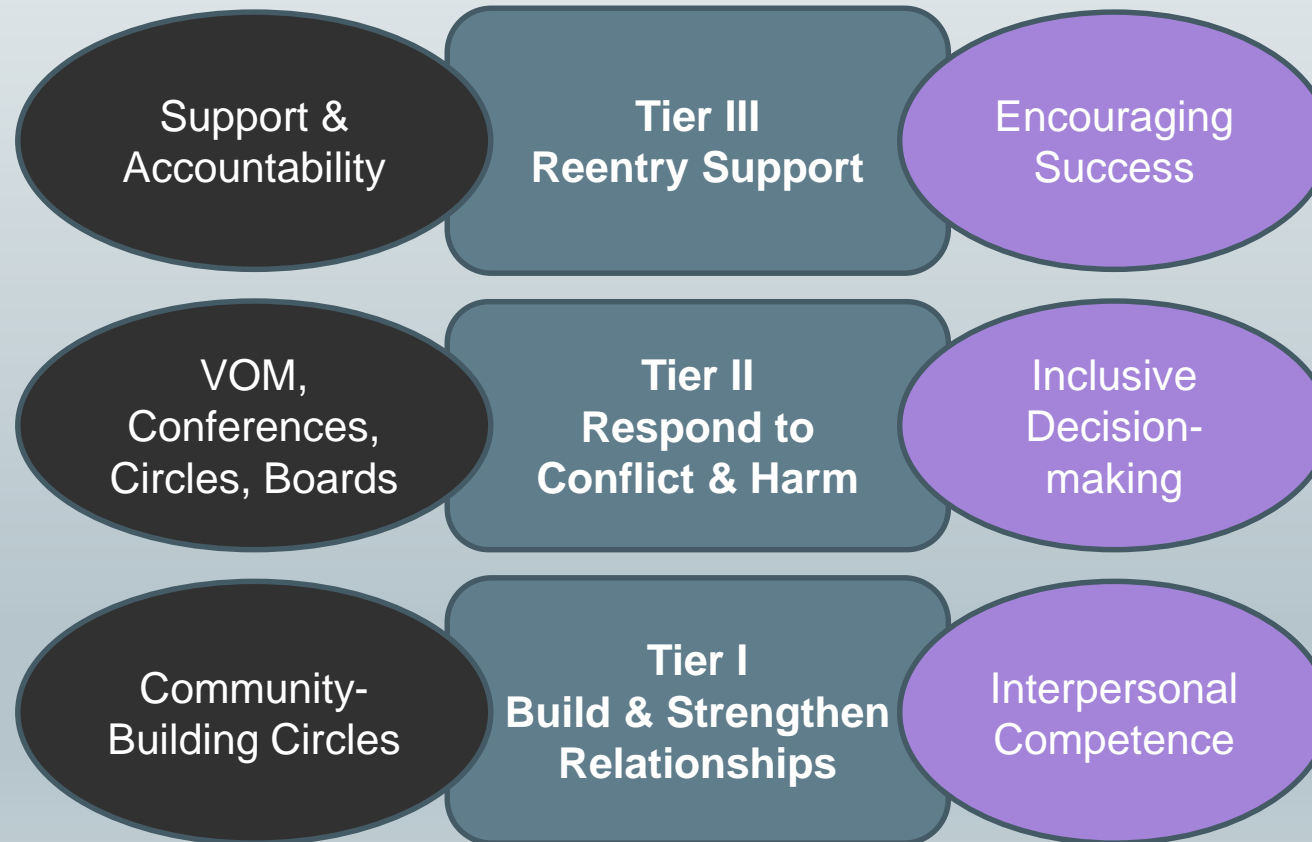 Support &
Accountability
Tier III
Reentry Support
Encouraging
Success
VOM,
Conferences,
Circles, Boards
Tier II
Respond to
Conflict & Harm
Inclusive
Decision-
making
Community-
Building Circles
Tier I
Build & Strengthen
Relationships
Interpersonal
Competence